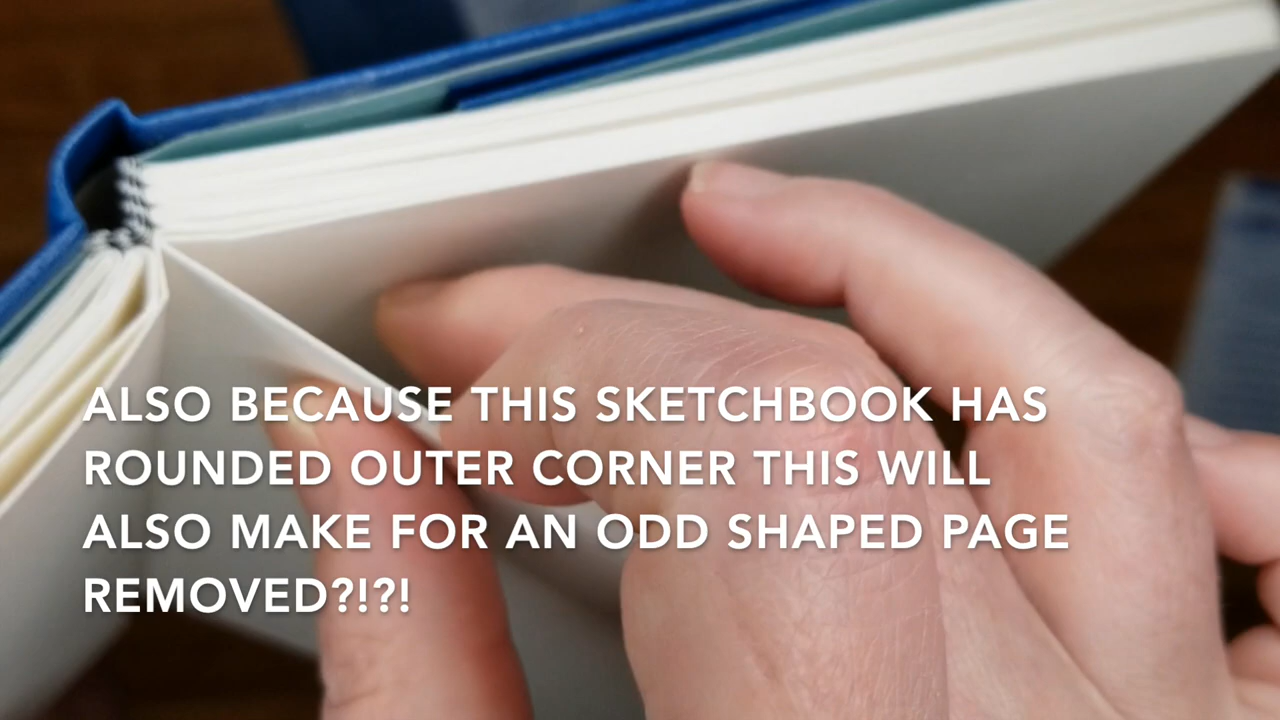 ALSO BECAUSE THIS SKETCHBOOK HAS
ROUNDED OUTER CORNER THIS WILL
ALSO MAKE FOR AN ODD SHAPED PAGE
REMOVED?!?!